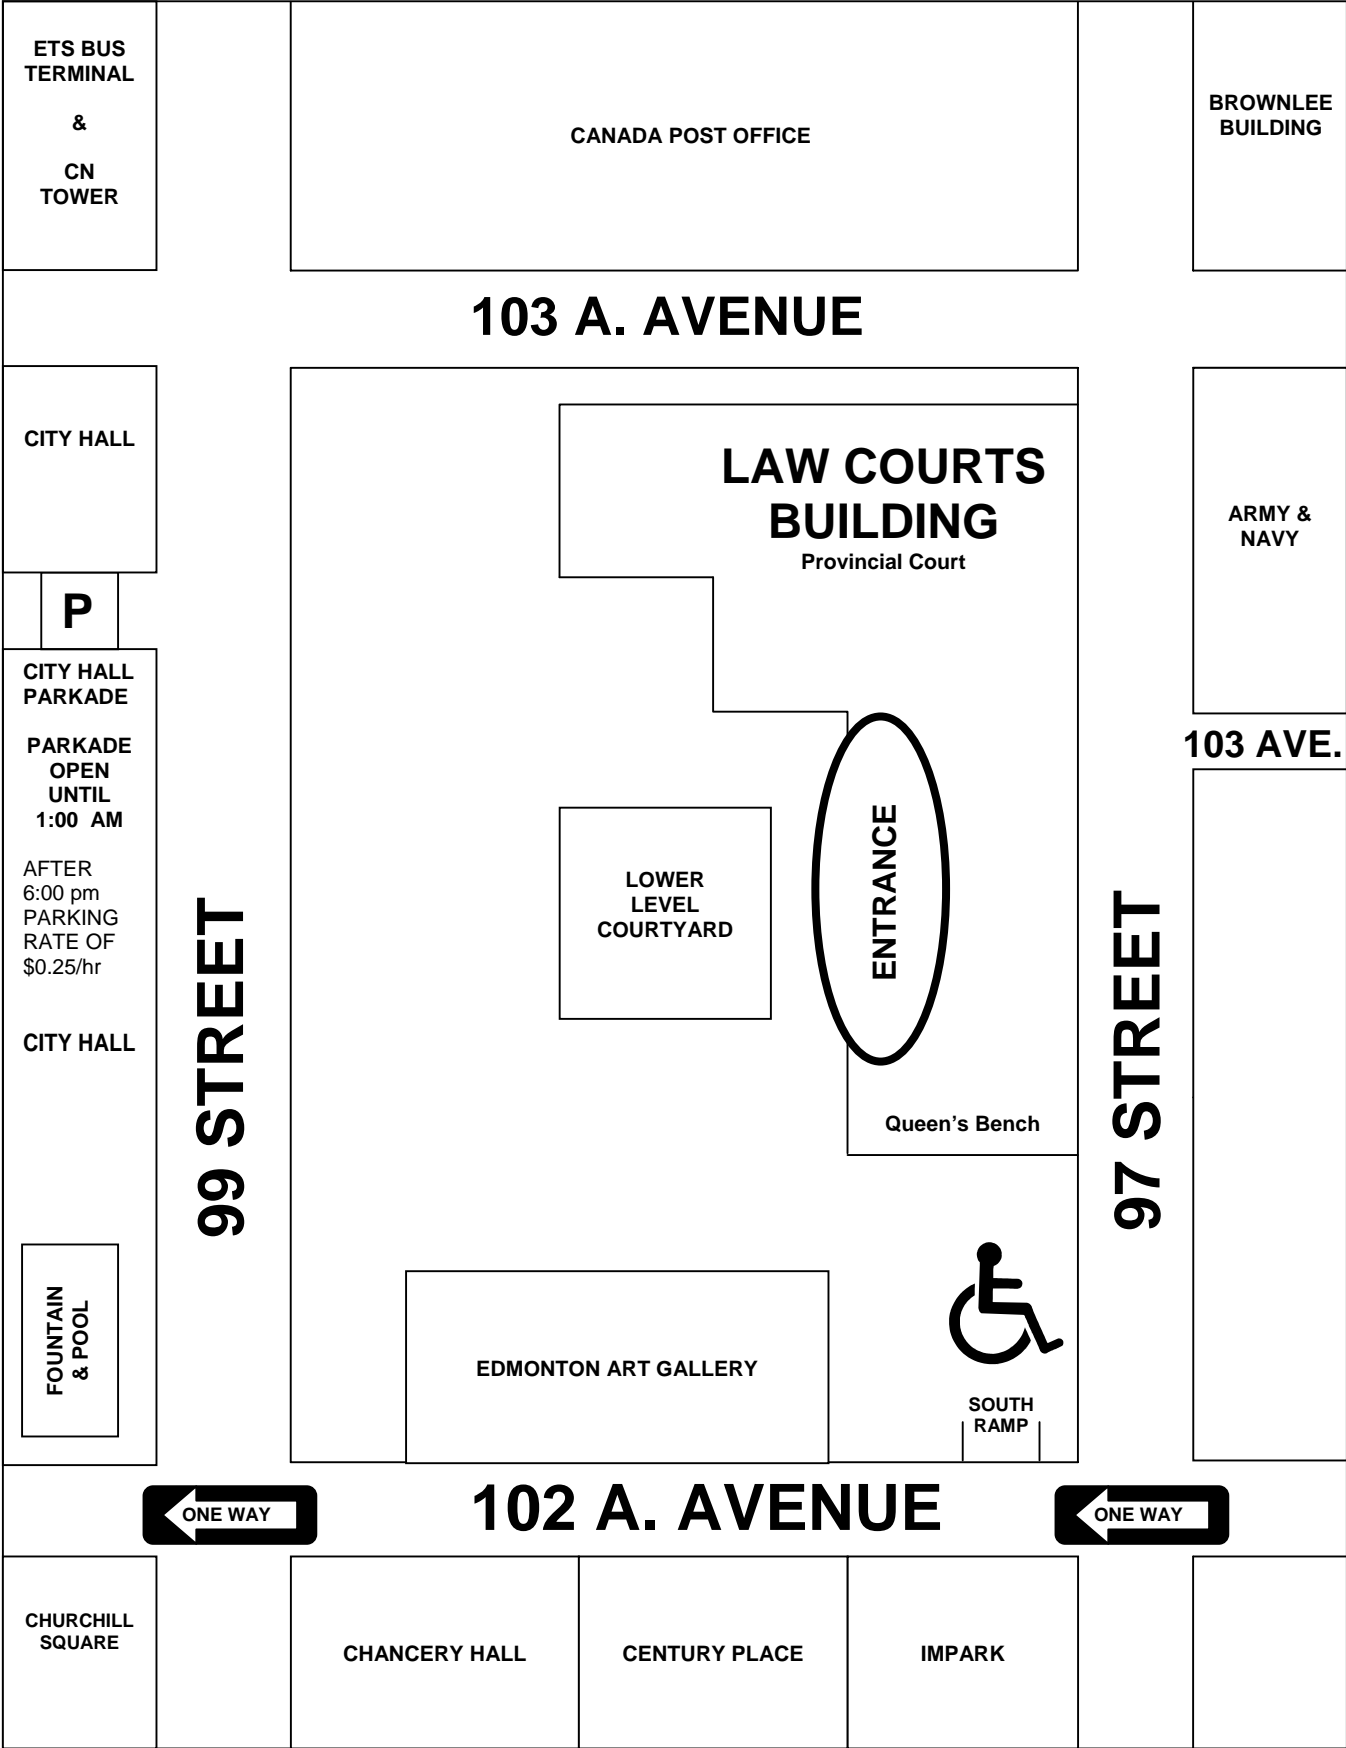 ETS BUS
TERMINAL
&
CN
TOWER
CANADA POST OFFICE
BROWNLEE
BUILDING
103 A. AVENUE
CITY HALL
LAW COURTS
BUILDING
Provincial Court
ARMY &
NAVY
P
CITY HALL
PARKADE
PARKADE
OPEN
UNTIL
1:00 AM
AFTER
6:00 pm
PARKING
RATE OF
$0.25/hr
CITY HALL
103 AVE.
LOWER
LEVEL
COURTYARD
ENTRANCE
99 STREET
97 STREET
Queen's Bench
FOUNTAIN
& POOL
EDMONTON ART GALLERY
SOUTH
RAMP
ONE WAY
102 A. AVENUE
ONE WAY
CHURCHILL
SQUARE
CHANCERY HALL
CENTURY PLACE
IMPARK